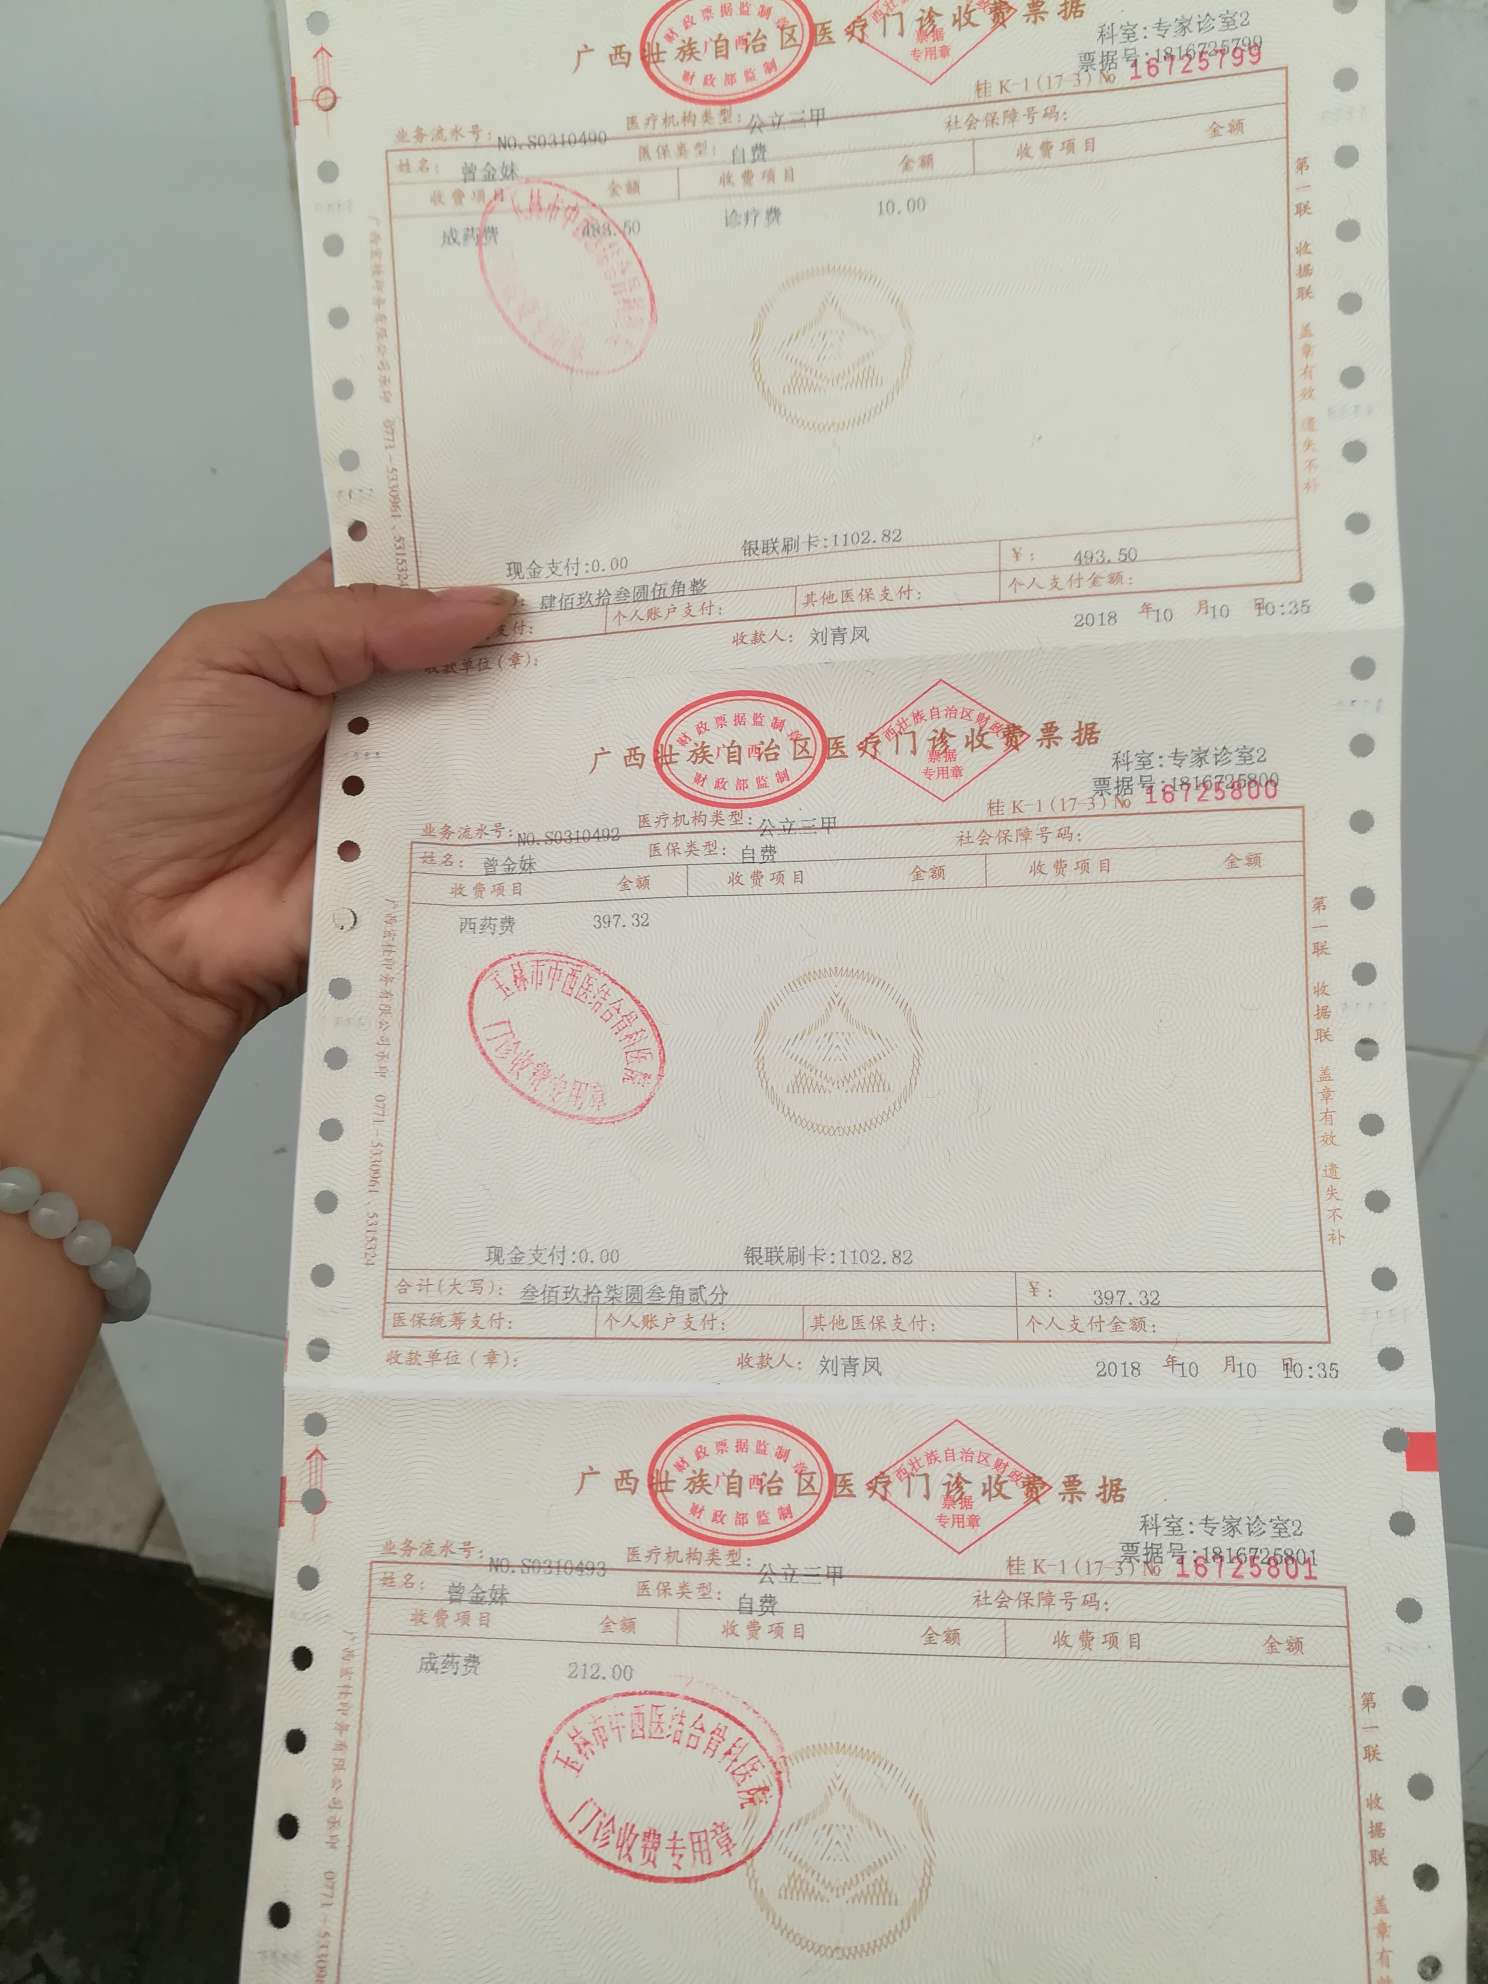 广西壮族自治区医疗门诊收费票据
财政票据监制章
广西
财政部监制
票据
专用章
科室:专家诊室2
票据号:1816725799
桂K-1(17-3)№ 16725799
业务流水号: NO.S0310490 医疗机构类型: 公立三甲 社会保障号码:
姓名: 曾金妹 医保类型: 自费
收费项目 金额 收费项目 金额 收费项目 金额
成药费 483.50 诊疗费 10.00
第一联 收据联 盖章有效 遗失不补
现金支付:0.00 银联刷卡:1102.82
肆佰玖拾叁圆伍角整 ¥: 493.50
支付: 个人账户支付: 其他医保支付: 个人支付金额:
收款单位(章): 收款人: 刘青凤 2018 年10 月10 日10:35
广西壮族自治区医疗门诊收费票据
财政票据监制章
广西
财政部监制
西壮族自治区财政
票据
专用章
科室:专家诊室2
票据号:1816725800
桂K-1(17-3)№ 16725800
业务流水号: NO.S0310492 医疗机构类型: 公立三甲 社会保障号码:
姓名: 曾金妹 医保类型: 自费
收费项目 金额 收费项目 金额 收费项目 金额
西药费 397.32
玉林市中西医结合骨科医院
门诊收费专用章
第一联 收据联 盖章有效 遗失不补
0771-5330961 5315324
现金支付:0.00 银联刷卡:1102.82
合计(大写): 叁佰玖拾柒圆叁角贰分 ¥: 397.32
医保统筹支付: 个人账户支付: 其他医保支付: 个人支付金额:
收款单位(章): 收款人: 刘青凤 2018 年10 月10 日10:35
广西壮族自治区医疗门诊收费票据
财政票据监制章
广西
财政部监制
西壮族自治区财政
票据
专用章
科室:专家诊室2
票据号:1816725801
桂K-1(17-3)№ 16725801
业务流水号: NO.S0310493 医疗机构类型: 公立三甲
姓名: 曾金妹 医保类型: 自费 社会保障号码:
收费项目 金额 收费项目 金额 收费项目 金额
成药费 212.00
玉林市中西医结合骨科医院
门诊收费专用章
第一联 收据联 盖章有